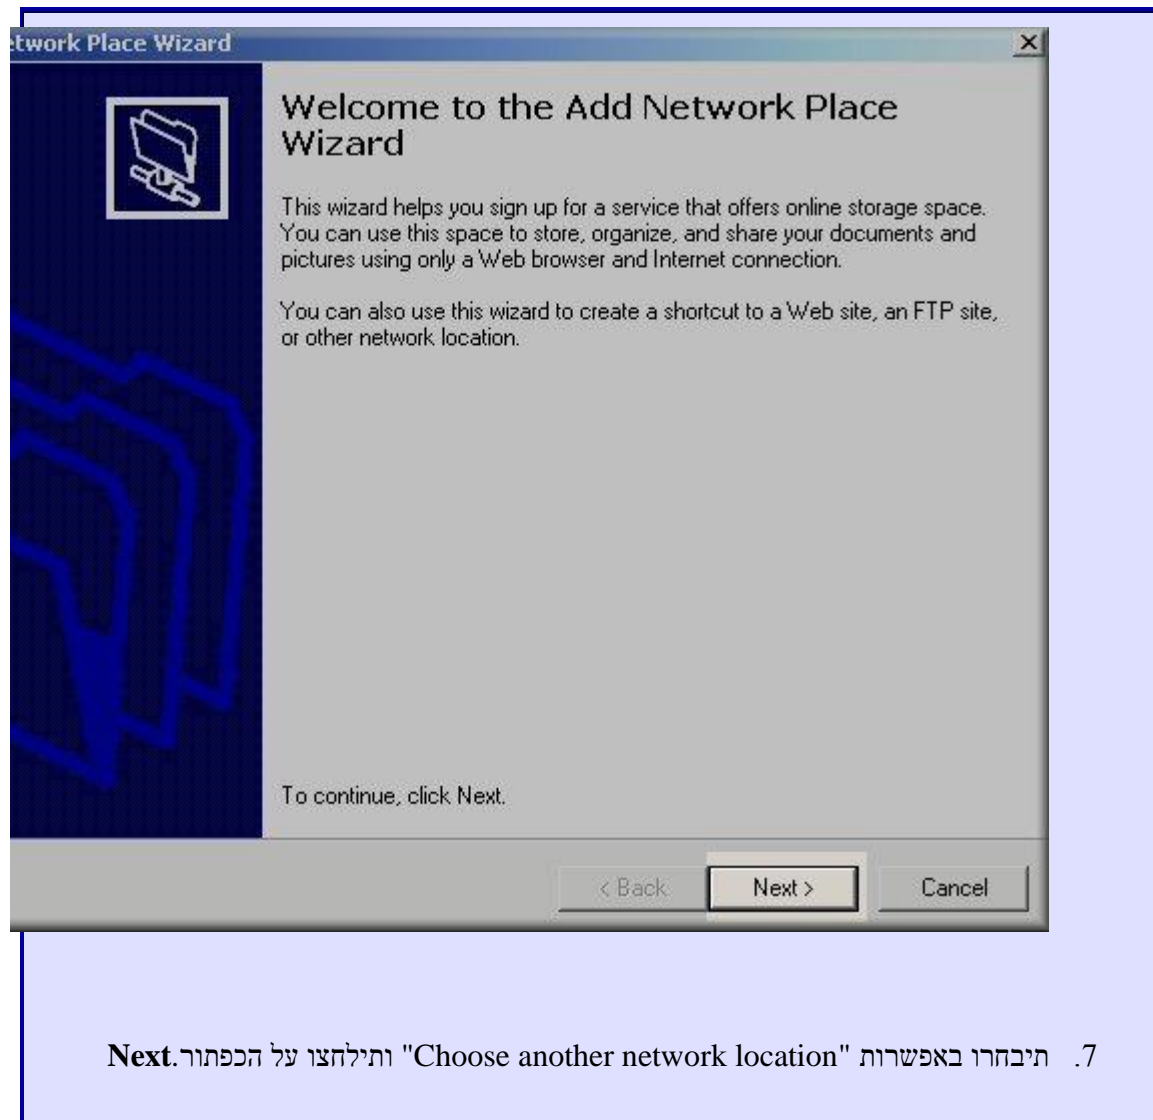 etwork Place Wizard
Welcome to the Add Network Place
Wizard
This wizard helps you sign up for a service that offers online storage space.
You can use this space to store, organize, and share your documents and
pictures using only a Web browser and Internet connection.
You can also use this wizard to create a shortcut to a Web site, an FTP site,
or other network location.
To continue, click Next.
< Back Next > Cancel
7. תיבחרו באפשרות "Choose another network location" ותילחצו על הכפתור.Next